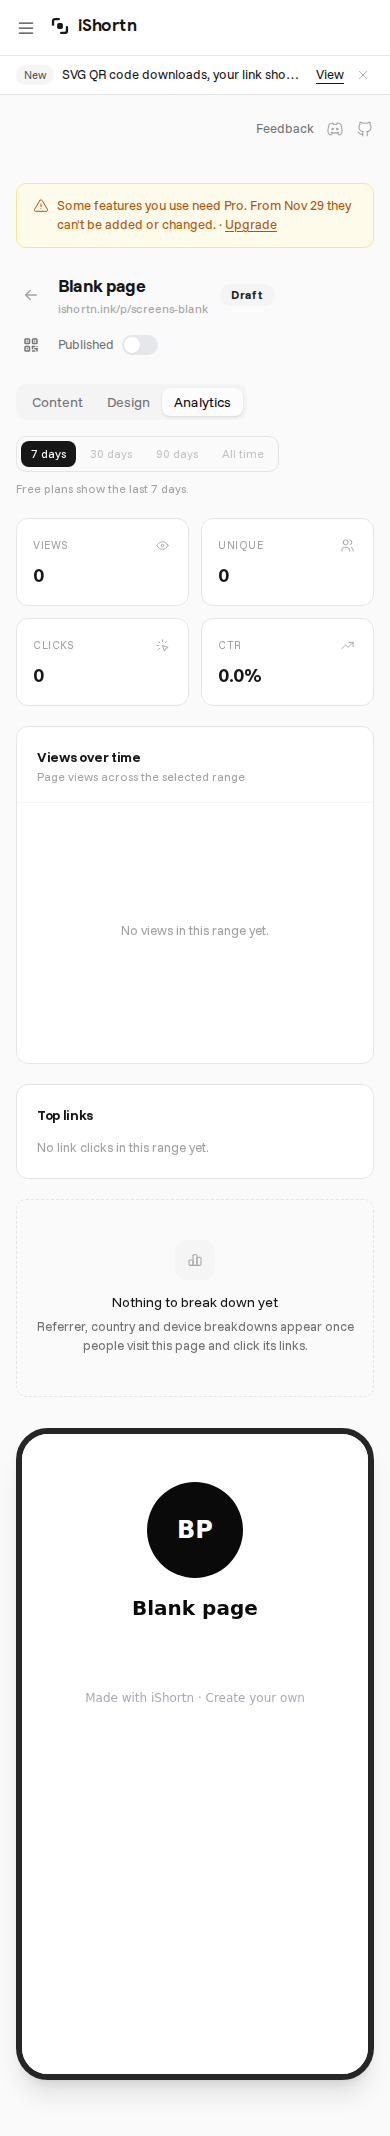 iShortn
New SVG QR code downloads, your link sho... View
Feedback
Some features you use need Pro. From Nov 29 they
can't be added or changed. · Upgrade
Blank page
ishortn.ink/p/screens-blank
Draft
Published
Content Design Analytics
7 days 30 days 90 days All time
Free plans show the last 7 days.
VIEWS
0
UNIQUE
0
CLICKS
0
CTR
0.0%
Views over time
Page views across the selected range
No views in this range yet.
Top links
No link clicks in this range yet.
Nothing to break down yet
Referrer, country and device breakdowns appear once
people visit this page and click its links.
BP
Blank page
Made with iShortn · Create your own